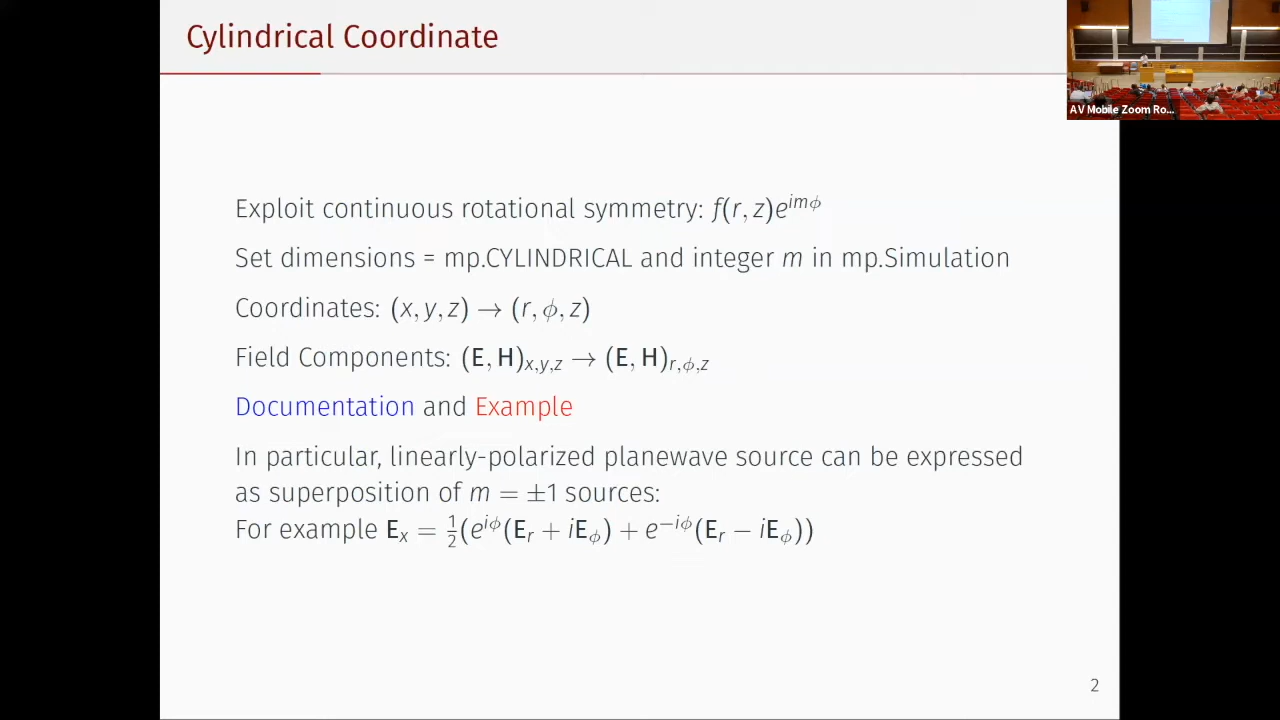 Cylindrical Coordinate
AV Mobile Zoom Ro...
Exploit continuous rotational symmetry: f(r, z)e^{imϕ}
Set dimensions = mp.CYLINDRICAL and integer m in mp.Simulation
Coordinates: (x, y, z) → (r, ϕ, z)
Field Components: (E, H)_{x,y,z} → (E, H)_{r,ϕ,z}
Documentation and Example
In particular, linearly-polarized planewave source can be expressed
as superposition of m = ±1 sources:
For example E_x = \frac{1}{2}(e^{iϕ}(E_r + iE_ϕ) + e^{−iϕ}(E_r − iE_ϕ))
2